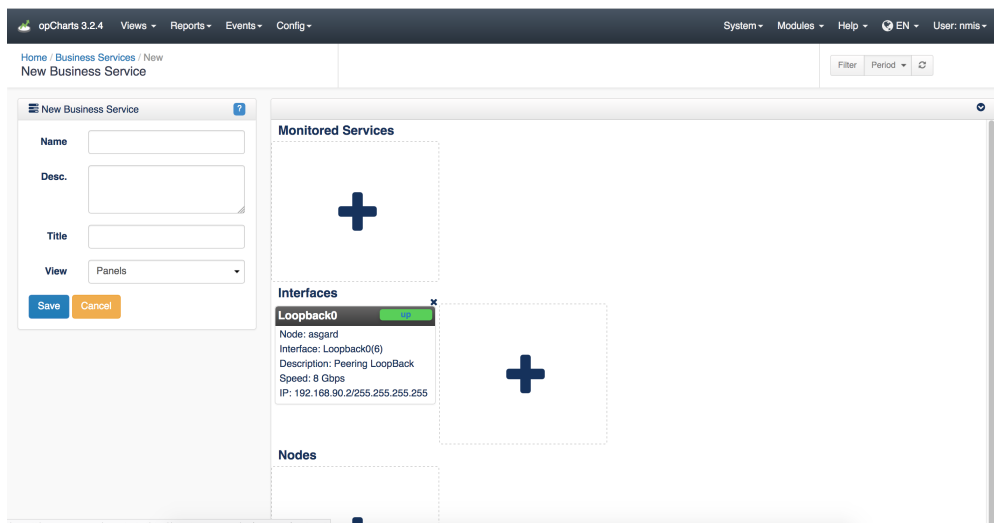 opCharts 3.2.4 Views Reports Events Config System Modules Help EN User: nmis
Home / Business Services / New
New Business Service
Filter Period
New Business Service ?
Name
Desc.
Title
View Panels
Save Cancel
Monitored Services
Interfaces
Loopback0 up
Node: asgard
Interface: Loopback0(6)
Description: Peering LoopBack
Speed: 8 Gbps
IP: 192.168.90.2/255.255.255.255
Nodes